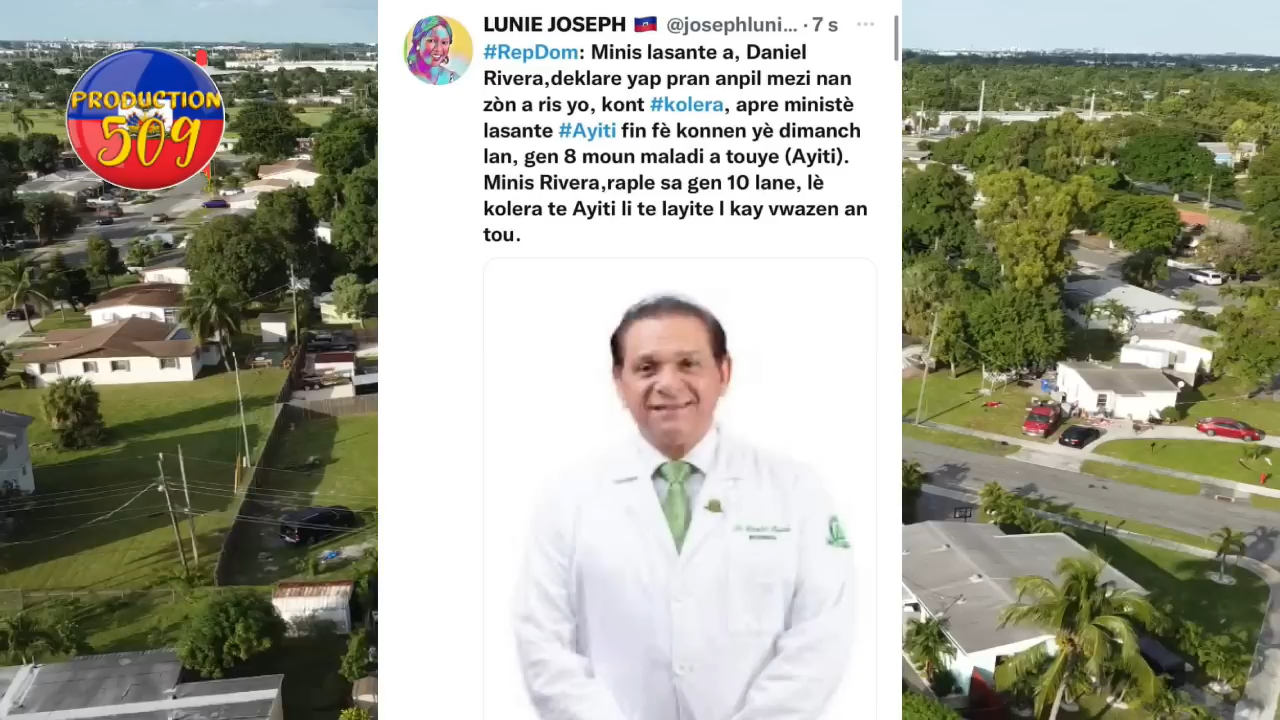 PRODUCTION
509
LUNIE JOSEPH 🇭🇹 @josephluni... · 7 s
#RepDom: Minis lasante a, Daniel
Rivera,deklare yap pran anpil mezi nan
zòn a ris yo, kont #kolera, apre ministè
lasante #Ayiti fin fè konnen yè dimanch
lan, gen 8 moun maladi a touye (Ayiti).
Minis Rivera,raple sa gen 10 lane, lè
kolera te Ayiti li te layite l kay vwazen an
tou.